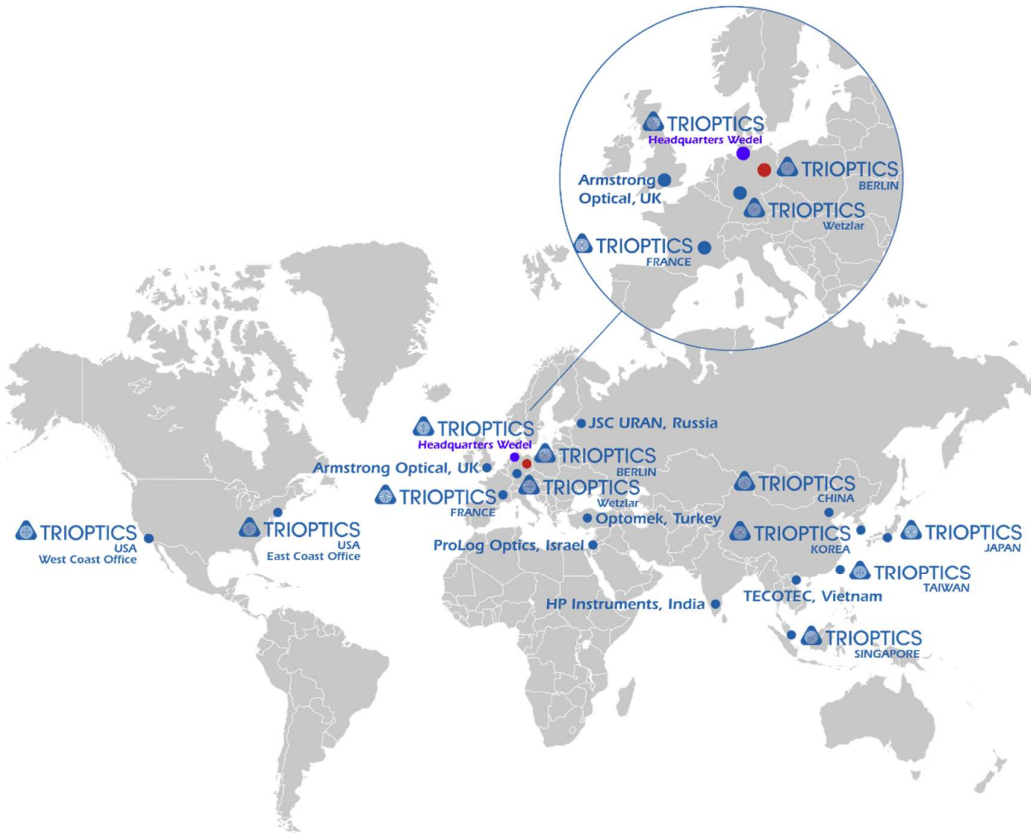 TRIOPTICS
Headquarters Wedel
TRIOPTICS
BERLIN
Armstrong
Optical, UK
TRIOPTICS
Wetzlar
TRIOPTICS
FRANCE
JSC URAN, Russia
TRIOPTICS
Headquarters Wedel
TRIOPTICS
BERLIN
Armstrong Optical, UK
TRIOPTICS
Wetzlar
TRIOPTICS
FRANCE
TRIOPTICS
CHINA
Optomek, Turkey
TRIOPTICS
USA
West Coast Office
TRIOPTICS
USA
East Coast Office
TRIOPTICS
KOREA
TRIOPTICS
JAPAN
ProLog Optics, Israel
TRIOPTICS
TAIWAN
TECOTEC, Vietnam
HP Instruments, India
TRIOPTICS
SINGAPORE